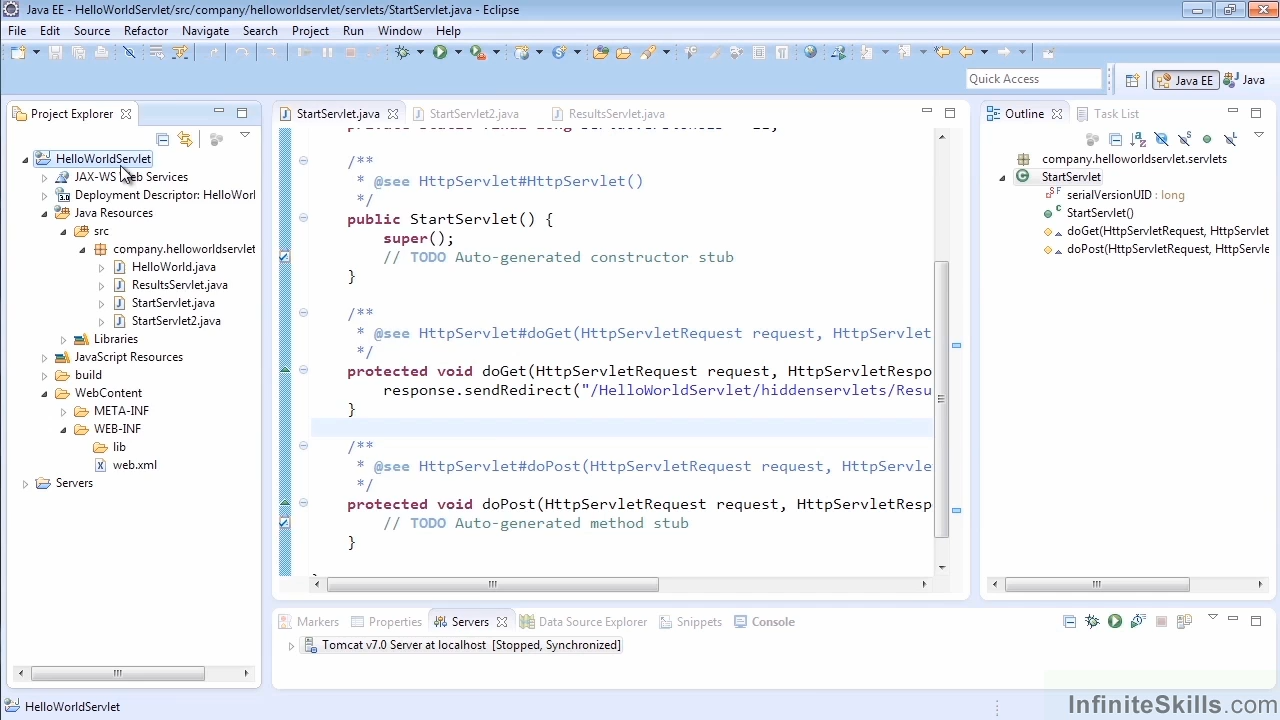 Java EE - HelloWorldServlet/src/company/helloworldservlet/servlets/StartServlet.java - Eclipse
File Edit Source Refactor Navigate Search Project Run Window Help
Quick Access
Java EE
Java
Project Explorer
HelloWorldServlet
JAX-WS Web Services
Deployment Descriptor: HelloWorl
Java Resources
src
company.helloworldservlet
HelloWorld.java
ResultsServlet.java
StartServlet.java
StartServlet2.java
Libraries
JavaScript Resources
build
WebContent
META-INF
WEB-INF
lib
web.xml
Servers
StartServlet.java
StartServlet2.java
ResultsServlet.java
/**
* @see HttpServlet#HttpServlet()
*/
public StartServlet() {
super();
// TODO Auto-generated constructor stub
}
/**
* @see HttpServlet#doGet(HttpServletRequest request, HttpServlet
*/
protected void doGet(HttpServletRequest request, HttpServletRespo
response.sendRedirect("/HelloWorldServlet/hiddenservlets/Resu
}
/**
* @see HttpServlet#doPost(HttpServletRequest request, HttpServle
*/
protected void doPost(HttpServletRequest request, HttpServletResp
// TODO Auto-generated method stub
}
Outline
Task List
company.helloworldservlet.servlets
StartServlet
serialVersionUID : long
StartServlet()
doGet(HttpServletRequest, HttpServlet
doPost(HttpServletRequest, HttpServle
Markers
Properties
Servers
Data Source Explorer
Snippets
Console
Tomcat v7.0 Server at localhost [Stopped, Synchronized]
HelloWorldServlet
InfiniteSkills.com